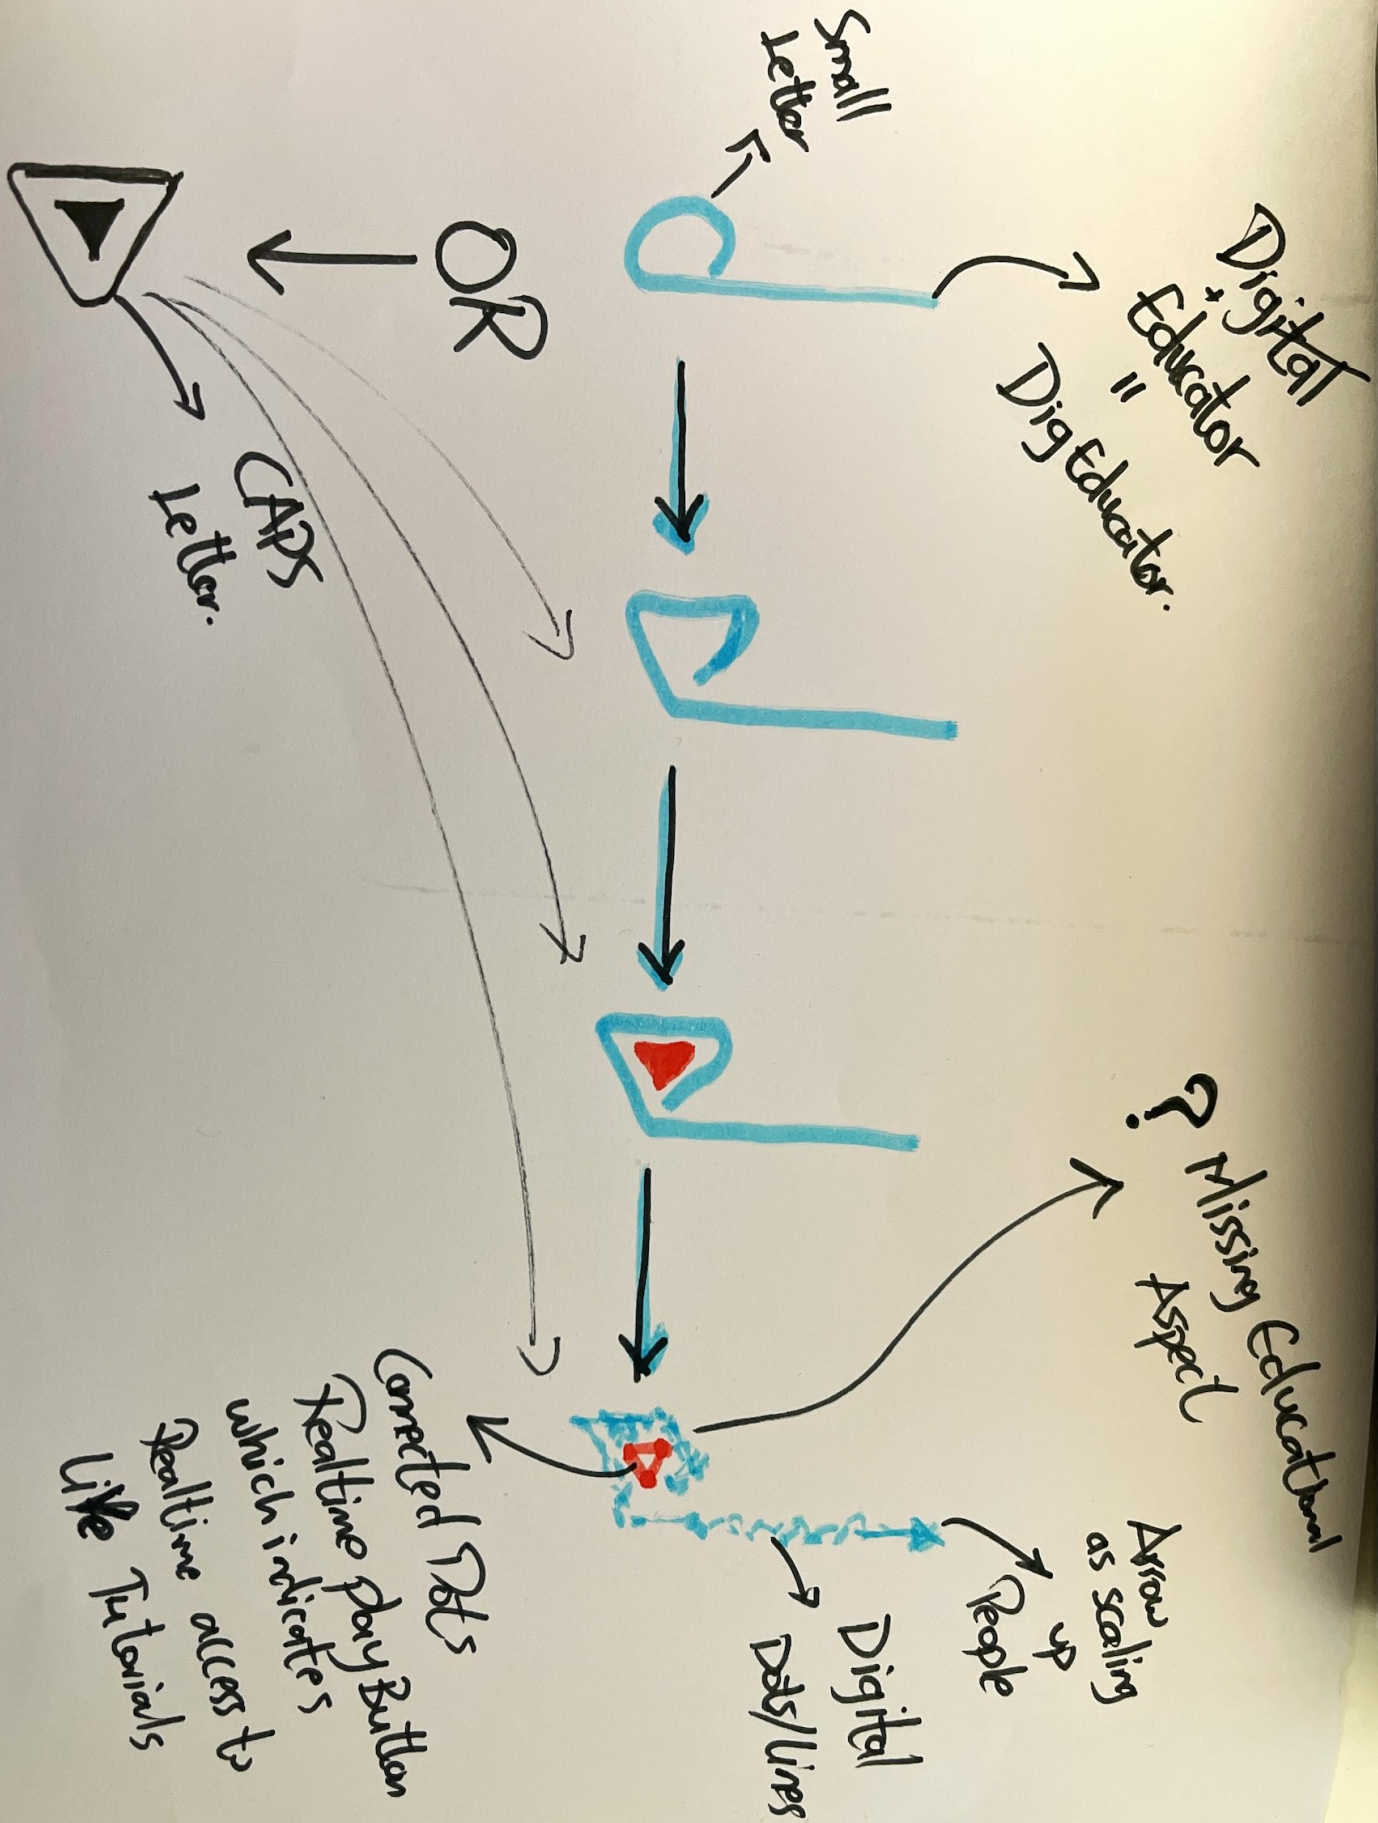 Digital
+
Educator
=
DigEducator.
Small
Letter
OR
CAPS
Letter.
? Missing Educational
Aspect
Arrow
as scaling
up
People
Digital
Dots/Lines
Connected Dots
Realtime play Button
which indicates
Realtime access to
Like Tutorials